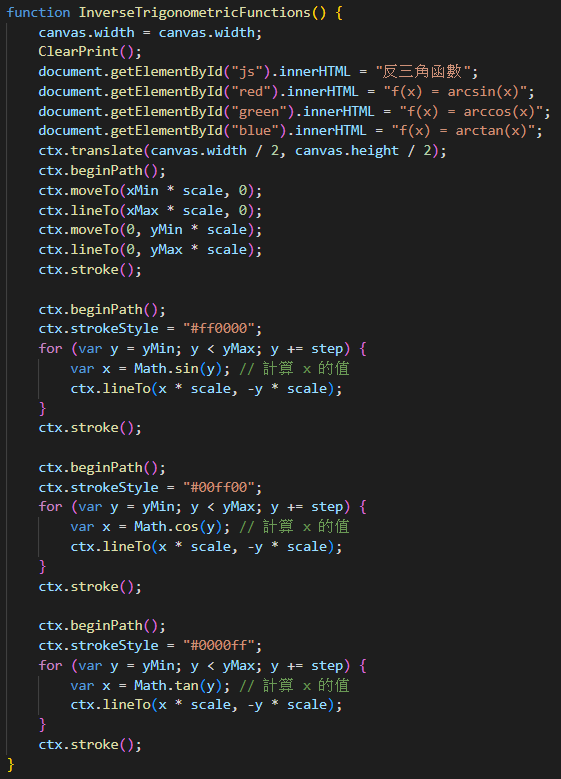 function InverseTrigonometricFunctions() {
    canvas.width = canvas.width;
    ClearPrint();
    document.getElementById("js").innerHTML = "反三角函數";
    document.getElementById("red").innerHTML = "f(x) = arcsin(x)";
    document.getElementById("green").innerHTML = "f(x) = arccos(x)";
    document.getElementById("blue").innerHTML = "f(x) = arctan(x)";
    ctx.translate(canvas.width / 2, canvas.height / 2);
    ctx.beginPath();
    ctx.moveTo(xMin * scale, 0);
    ctx.lineTo(xMax * scale, 0);
    ctx.moveTo(0, yMin * scale);
    ctx.lineTo(0, yMax * scale);
    ctx.stroke();

    ctx.beginPath();
    ctx.strokeStyle = "#ff0000";
    for (var y = yMin; y < yMax; y += step) {
        var x = Math.sin(y); // 計算 x 的值
        ctx.lineTo(x * scale, -y * scale);
    }
    ctx.stroke();

    ctx.beginPath();
    ctx.strokeStyle = "#00ff00";
    for (var y = yMin; y < yMax; y += step) {
        var x = Math.cos(y); // 計算 x 的值
        ctx.lineTo(x * scale, -y * scale);
    }
    ctx.stroke();

    ctx.beginPath();
    ctx.strokeStyle = "#0000ff";
    for (var y = yMin; y < yMax; y += step) {
        var x = Math.tan(y); // 計算 x 的值
        ctx.lineTo(x * scale, -y * scale);
    }
    ctx.stroke();
}